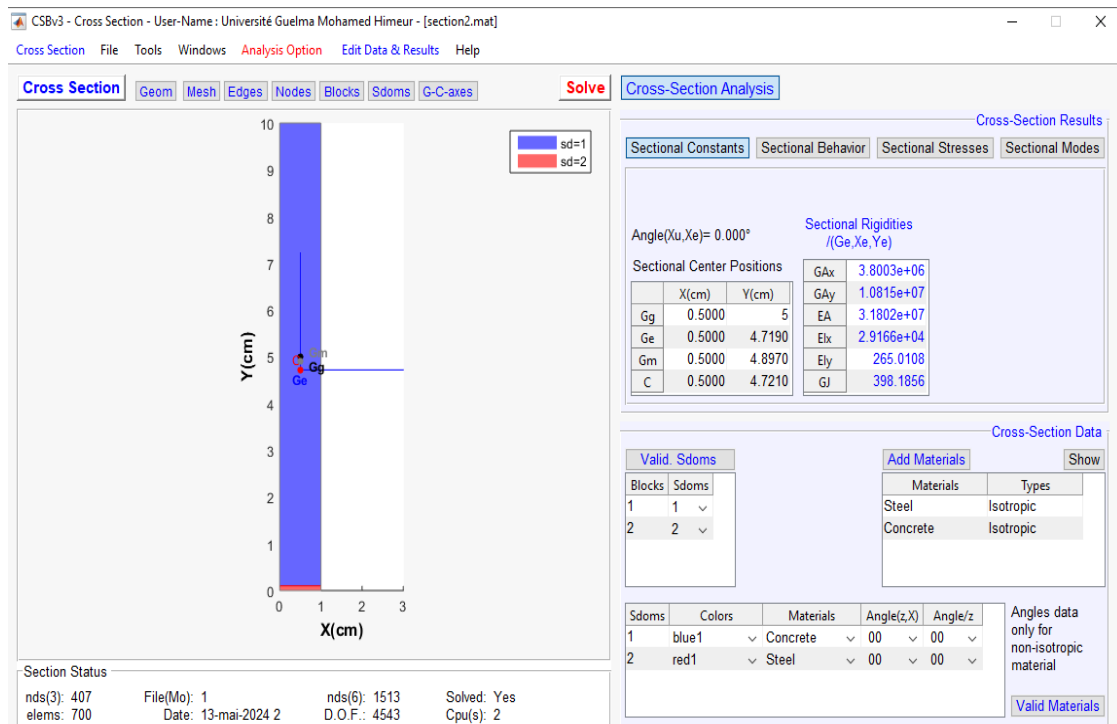 CSBv3 - Cross Section - User-Name : Université Guelma Mohamed Himeur - [section2.mat]
Cross Section File Tools Windows Analysis Option Edit Data & Results Help
Cross Section Geom Mesh Edges Nodes Blocks Sdoms G-C-axes Solve
10
9
8
7
6
5
4
3
2
1
0
Y(cm)
0 1 2 3
X(cm)
sd=1
sd=2
C Gm
Gg
Ge
Section Status
nds(3): 407 File(Mo): 1 nds(6): 1513 Solved: Yes
elems: 700 Date: 13-mai-2024 2 D.O.F.: 4543 Cpu(s): 2
Cross-Section Analysis
Cross-Section Results
Sectional Constants Sectional Behavior Sectional Stresses Sectional Modes
Angle(Xu,Xe)= 0.000°
Sectional Center Positions
X(cm) Y(cm)
Gg 0.5000 5
Ge 0.5000 4.7190
Gm 0.5000 4.8970
C 0.5000 4.7210
Sectional Rigidities
/(Ge,Xe,Ye)
GAx 3.8003e+06
GAy 1.0815e+07
EA 3.1802e+07
EIx 2.9166e+04
EIy 265.0108
GJ 398.1856
Cross-Section Data
Valid. Sdoms
Blocks Sdoms
1 1
2 2
Add Materials Show
Materials Types
Steel Isotropic
Concrete Isotropic
Sdoms Colors Materials Angle(z,X) Angle/z
1 blue1 Concrete 00 00
2 red1 Steel 00 00
Angles data
only for
non-isotropic
material
Valid Materials